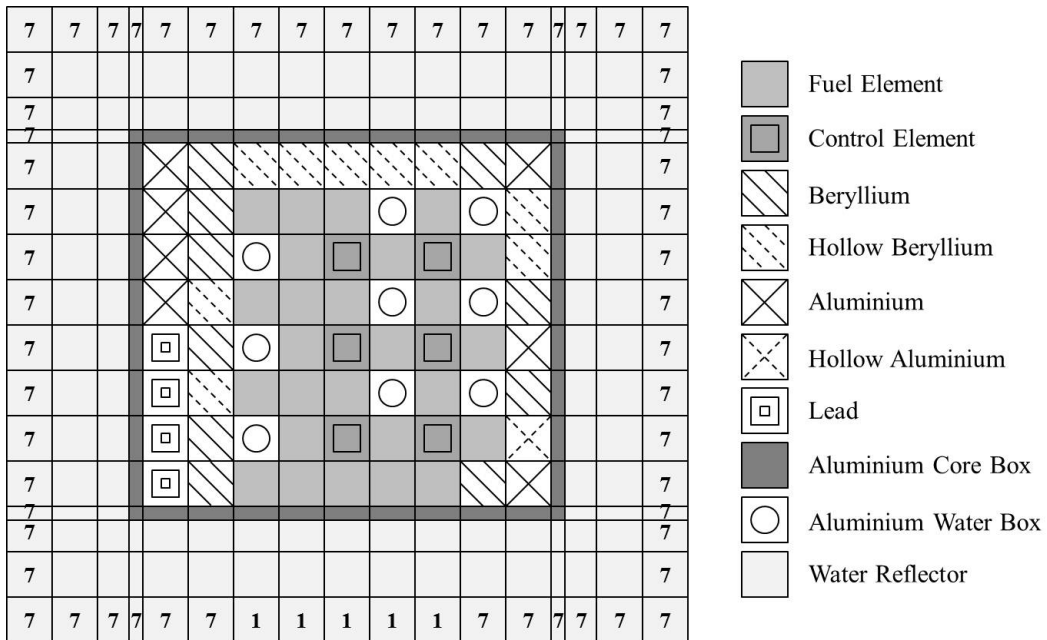 7 7 7 7 7 7 7 7 7 7 7 7 7 7 7 7 7
7 7
7 7
7 7
7 7
7 7
7 7
7 7
7 7
7 7
7 7
7 7
7 7
7 7
7 7
7 7 7 7 7 7 1 1 1 1 1 7 7 7 7 7 7
Fuel Element
Control Element
Beryllium
Hollow Beryllium
Aluminium
Hollow Aluminium
Lead
Aluminium Core Box
Aluminium Water Box
Water Reflector